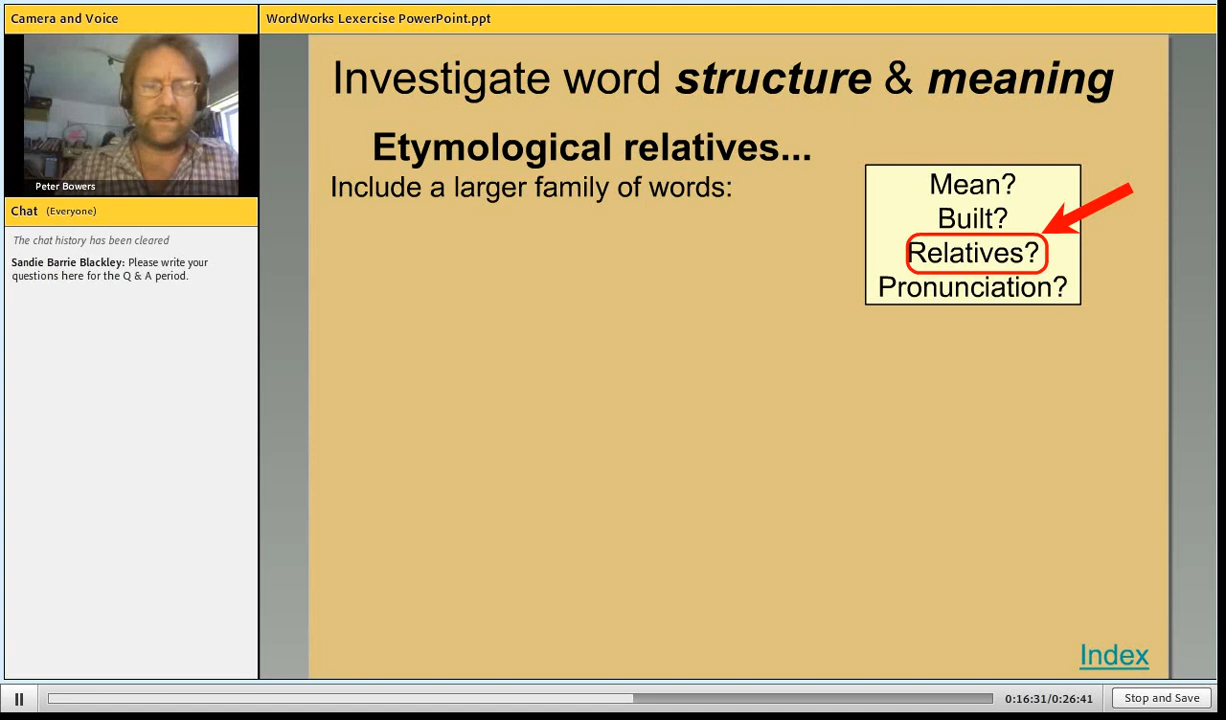 Camera and Voice
WordWorks Lexercise PowerPoint.ppt
Peter Bowers
Chat (Everyone)
The chat history has been cleared
Sandie Barrie Blackley: Please write your
questions here for the Q & A period.
Investigate word structure & meaning
Etymological relatives...
Include a larger family of words:
Mean?
Built?
Relatives?
Pronunciation?
Index
0:16:31/0:26:41
Stop and Save